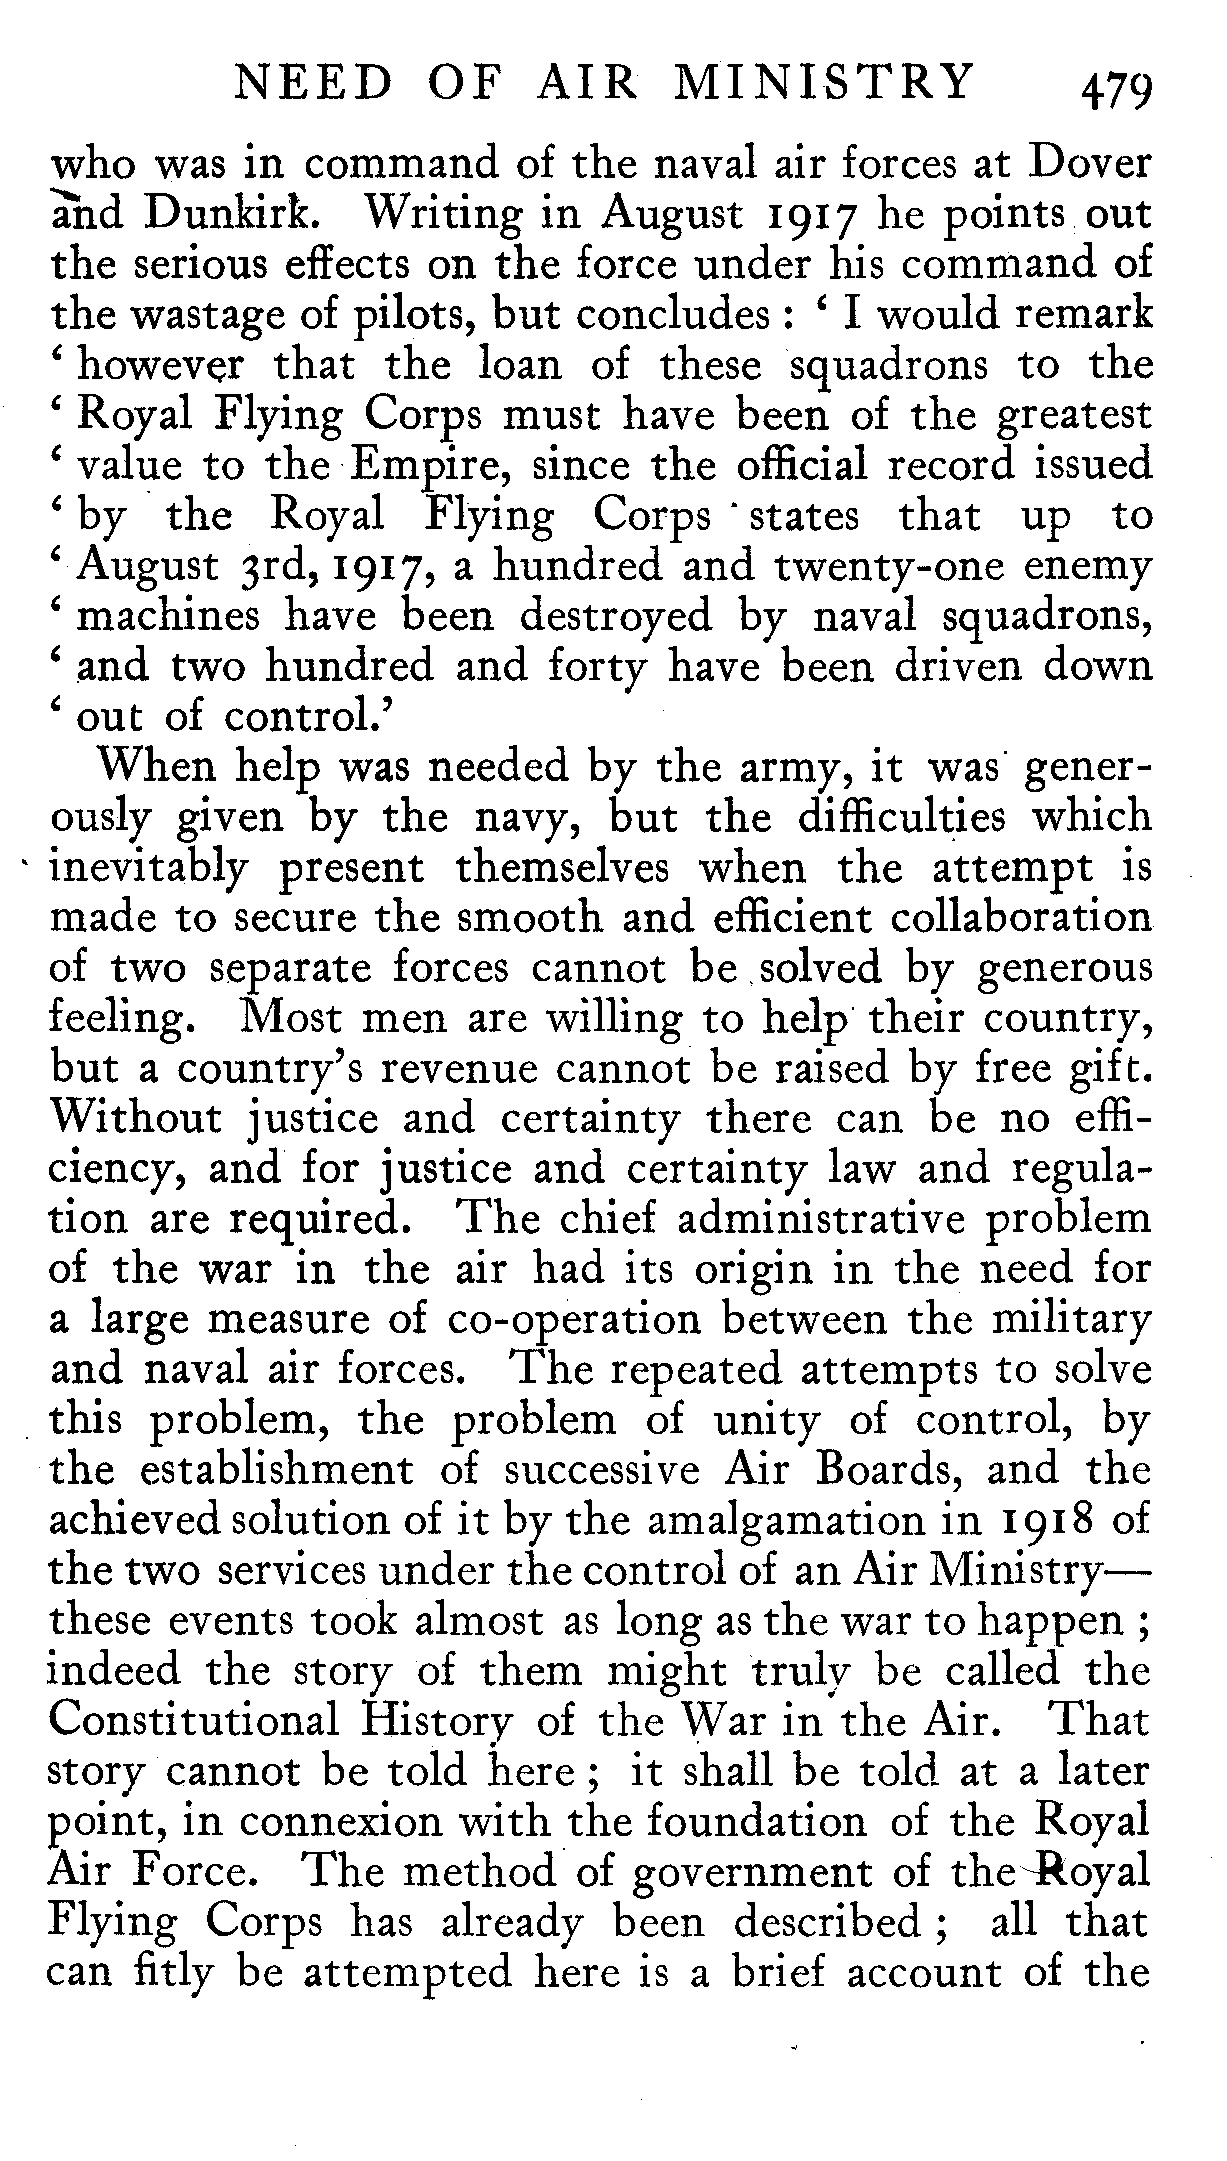 NEED OF AIR MINISTRY 479
who was in command of the naval air forces at Dover
and Dunkirk. Writing in August 1917 he points out
the serious effects on the force under his command of
the wastage of pilots, but concludes : ‘ I would remark
‘ however that the loan of these squadrons to the
‘ Royal Flying Corps must have been of the greatest
‘ value to the Empire, since the official record issued
‘ by the Royal Flying Corps states that up to
‘ August 3rd, 1917, a hundred and twenty-one enemy
‘ machines have been destroyed by naval squadrons,
‘ and two hundred and forty have been driven down
‘ out of control.’
When help was needed by the army, it was gener-
ously given by the navy, but the difficulties which
inevitably present themselves when the attempt is
made to secure the smooth and efficient collaboration
of two separate forces cannot be solved by generous
feeling. Most men are willing to help their country,
but a country’s revenue cannot be raised by free gift.
Without justice and certainty there can be no effi-
ciency, and for justice and certainty law and regula-
tion are required. The chief administrative problem
of the war in the air had its origin in the need for
a large measure of co-operation between the military
and naval air forces. The repeated attempts to solve
this problem, the problem of unity of control, by
the establishment of successive Air Boards, and the
achieved solution of it by the amalgamation in 1918 of
the two services under the control of an Air Ministry—
these events took almost as long as the war to happen ;
indeed the story of them might truly be called the
Constitutional History of the War in the Air. That
story cannot be told here ; it shall be told at a later
point, in connexion with the foundation of the Royal
Air Force. The method of government of the Royal
Flying Corps has already been described ; all that
can fitly be attempted here is a brief account of the